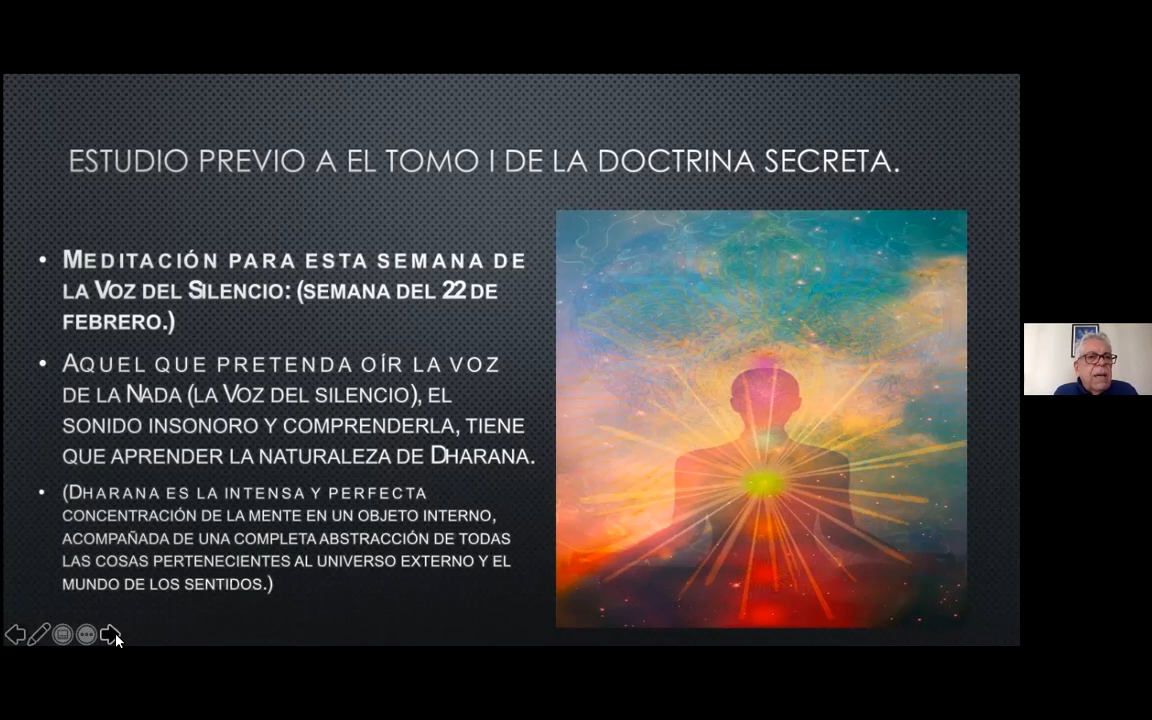 ESTUDIO PREVIO A EL TOMO I DE LA DOCTRINA SECRETA.
• MEDITACIÓN PARA ESTA SEMANA DE
LA VOZ DEL SILENCIO: (SEMANA DEL 22 DE
FEBRERO.)
• AQUEL QUE PRETENDA OÍR LA VOZ
DE LA NADA (LA VOZ DEL SILENCIO), EL
SONIDO INSONORO Y COMPRENDERLA, TIENE
QUE APRENDER LA NATURALEZA DE DHARANA.
• (DHARANA ES LA INTENSA Y PERFECTA
CONCENTRACIÓN DE LA MENTE EN UN OBJETO INTERNO,
ACOMPAÑADA DE UNA COMPLETA ABSTRACCIÓN DE TODAS
LAS COSAS PERTENECIENTES AL UNIVERSO EXTERNO Y EL
MUNDO DE LOS SENTIDOS.)